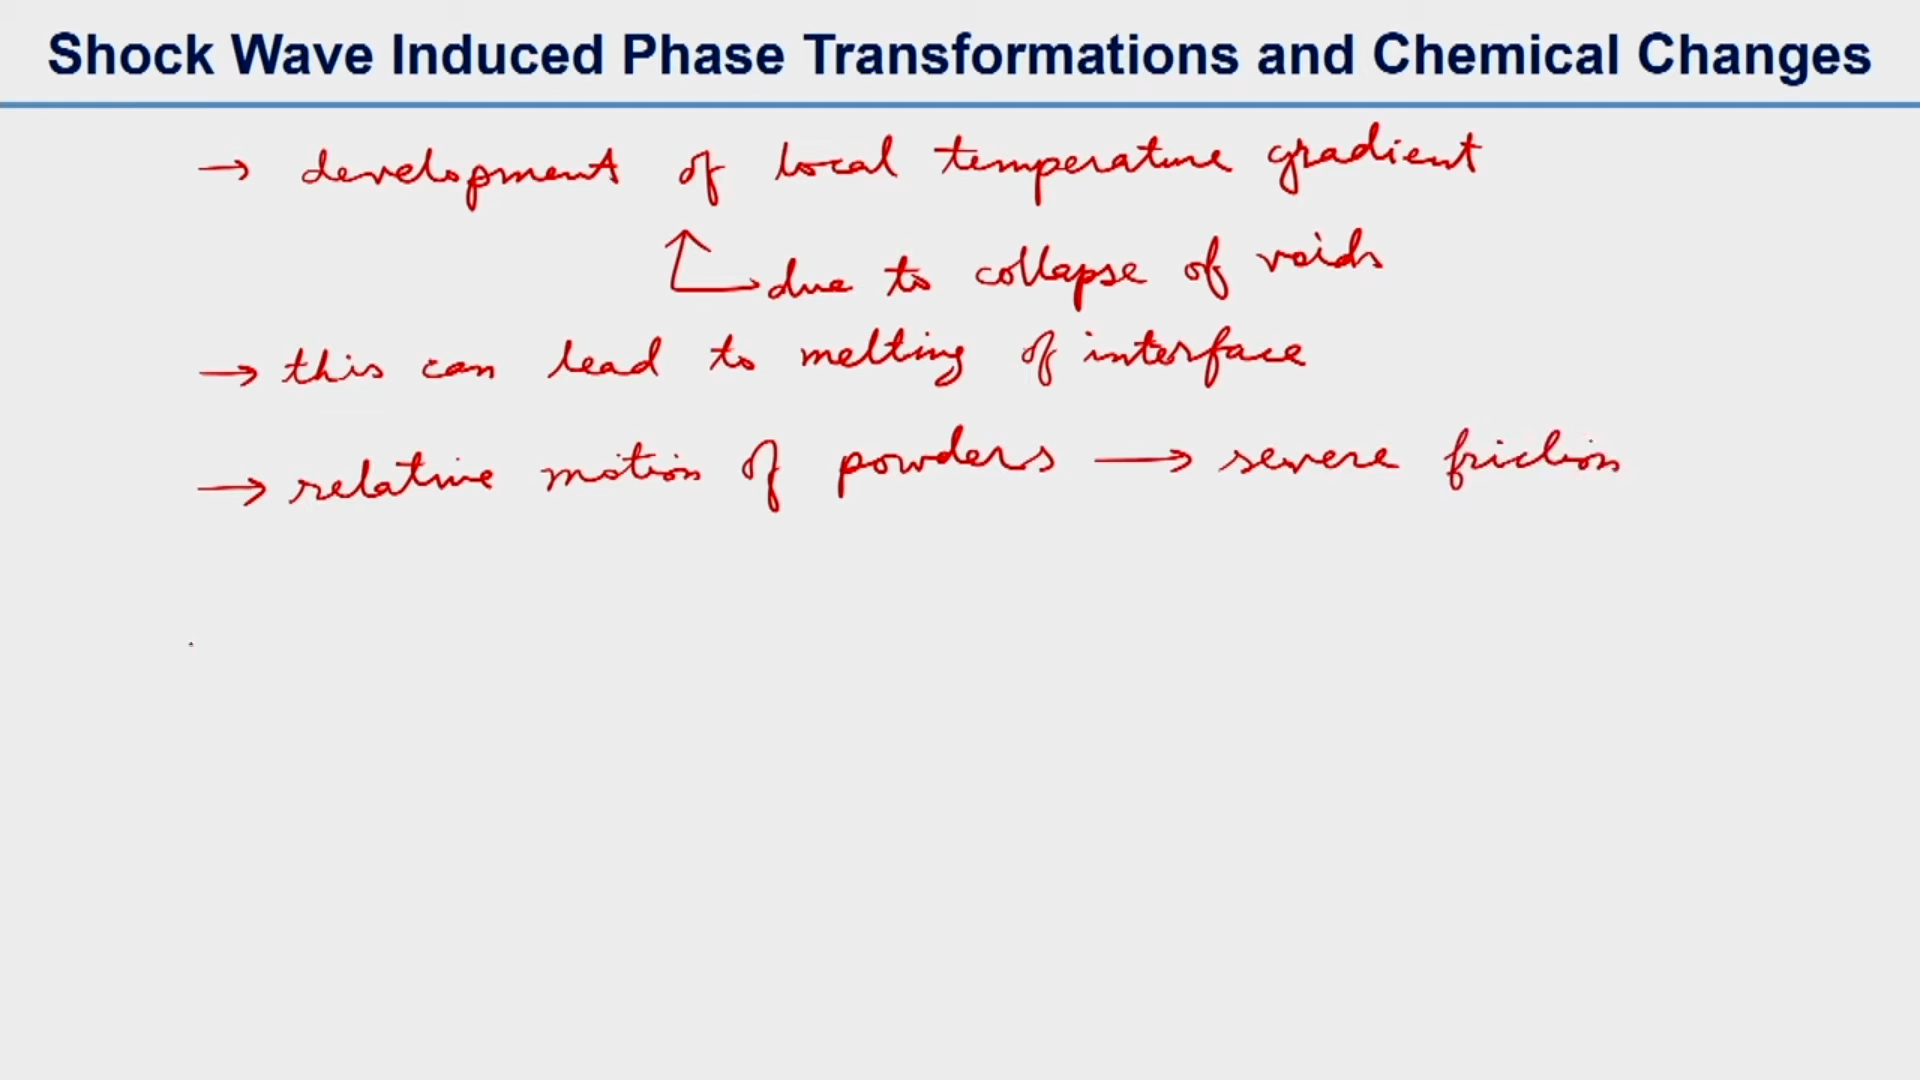 Shock Wave Induced Phase Transformations and Chemical Changes
→ development of local temperature gradient
due to collapse of voids
→ this can lead to melting of interface
→ relative motion of powders → severe friction